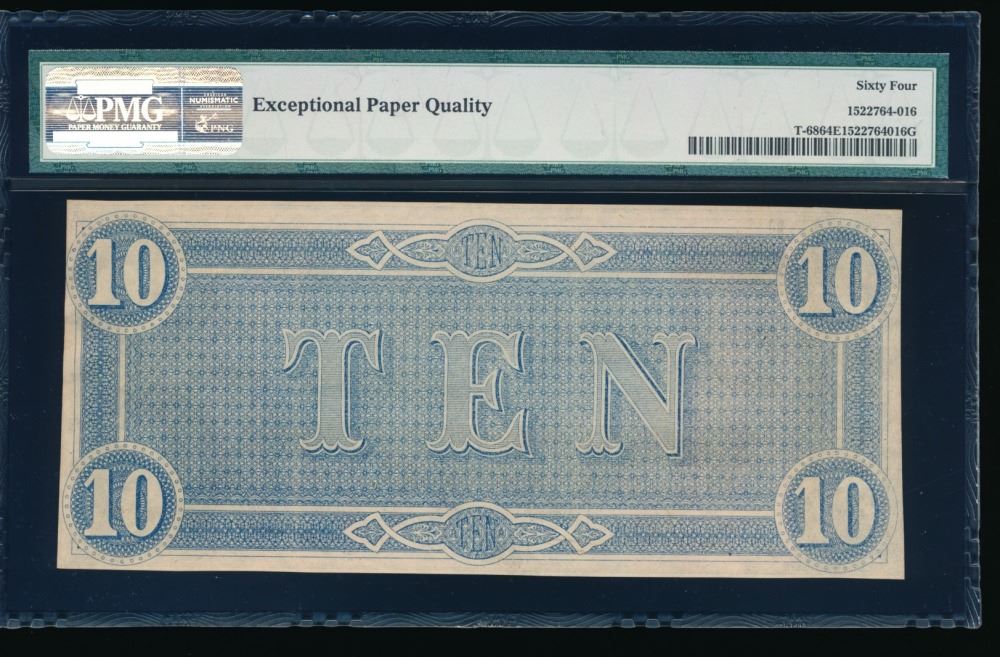 PMG
PAPER MONEY GUARANTY
NUMISMATIC
PNG
Exceptional Paper Quality
Sixty Four
1522764-016
T-6864E1522764016G
10 TEN 10
TEN
10 TEN 10